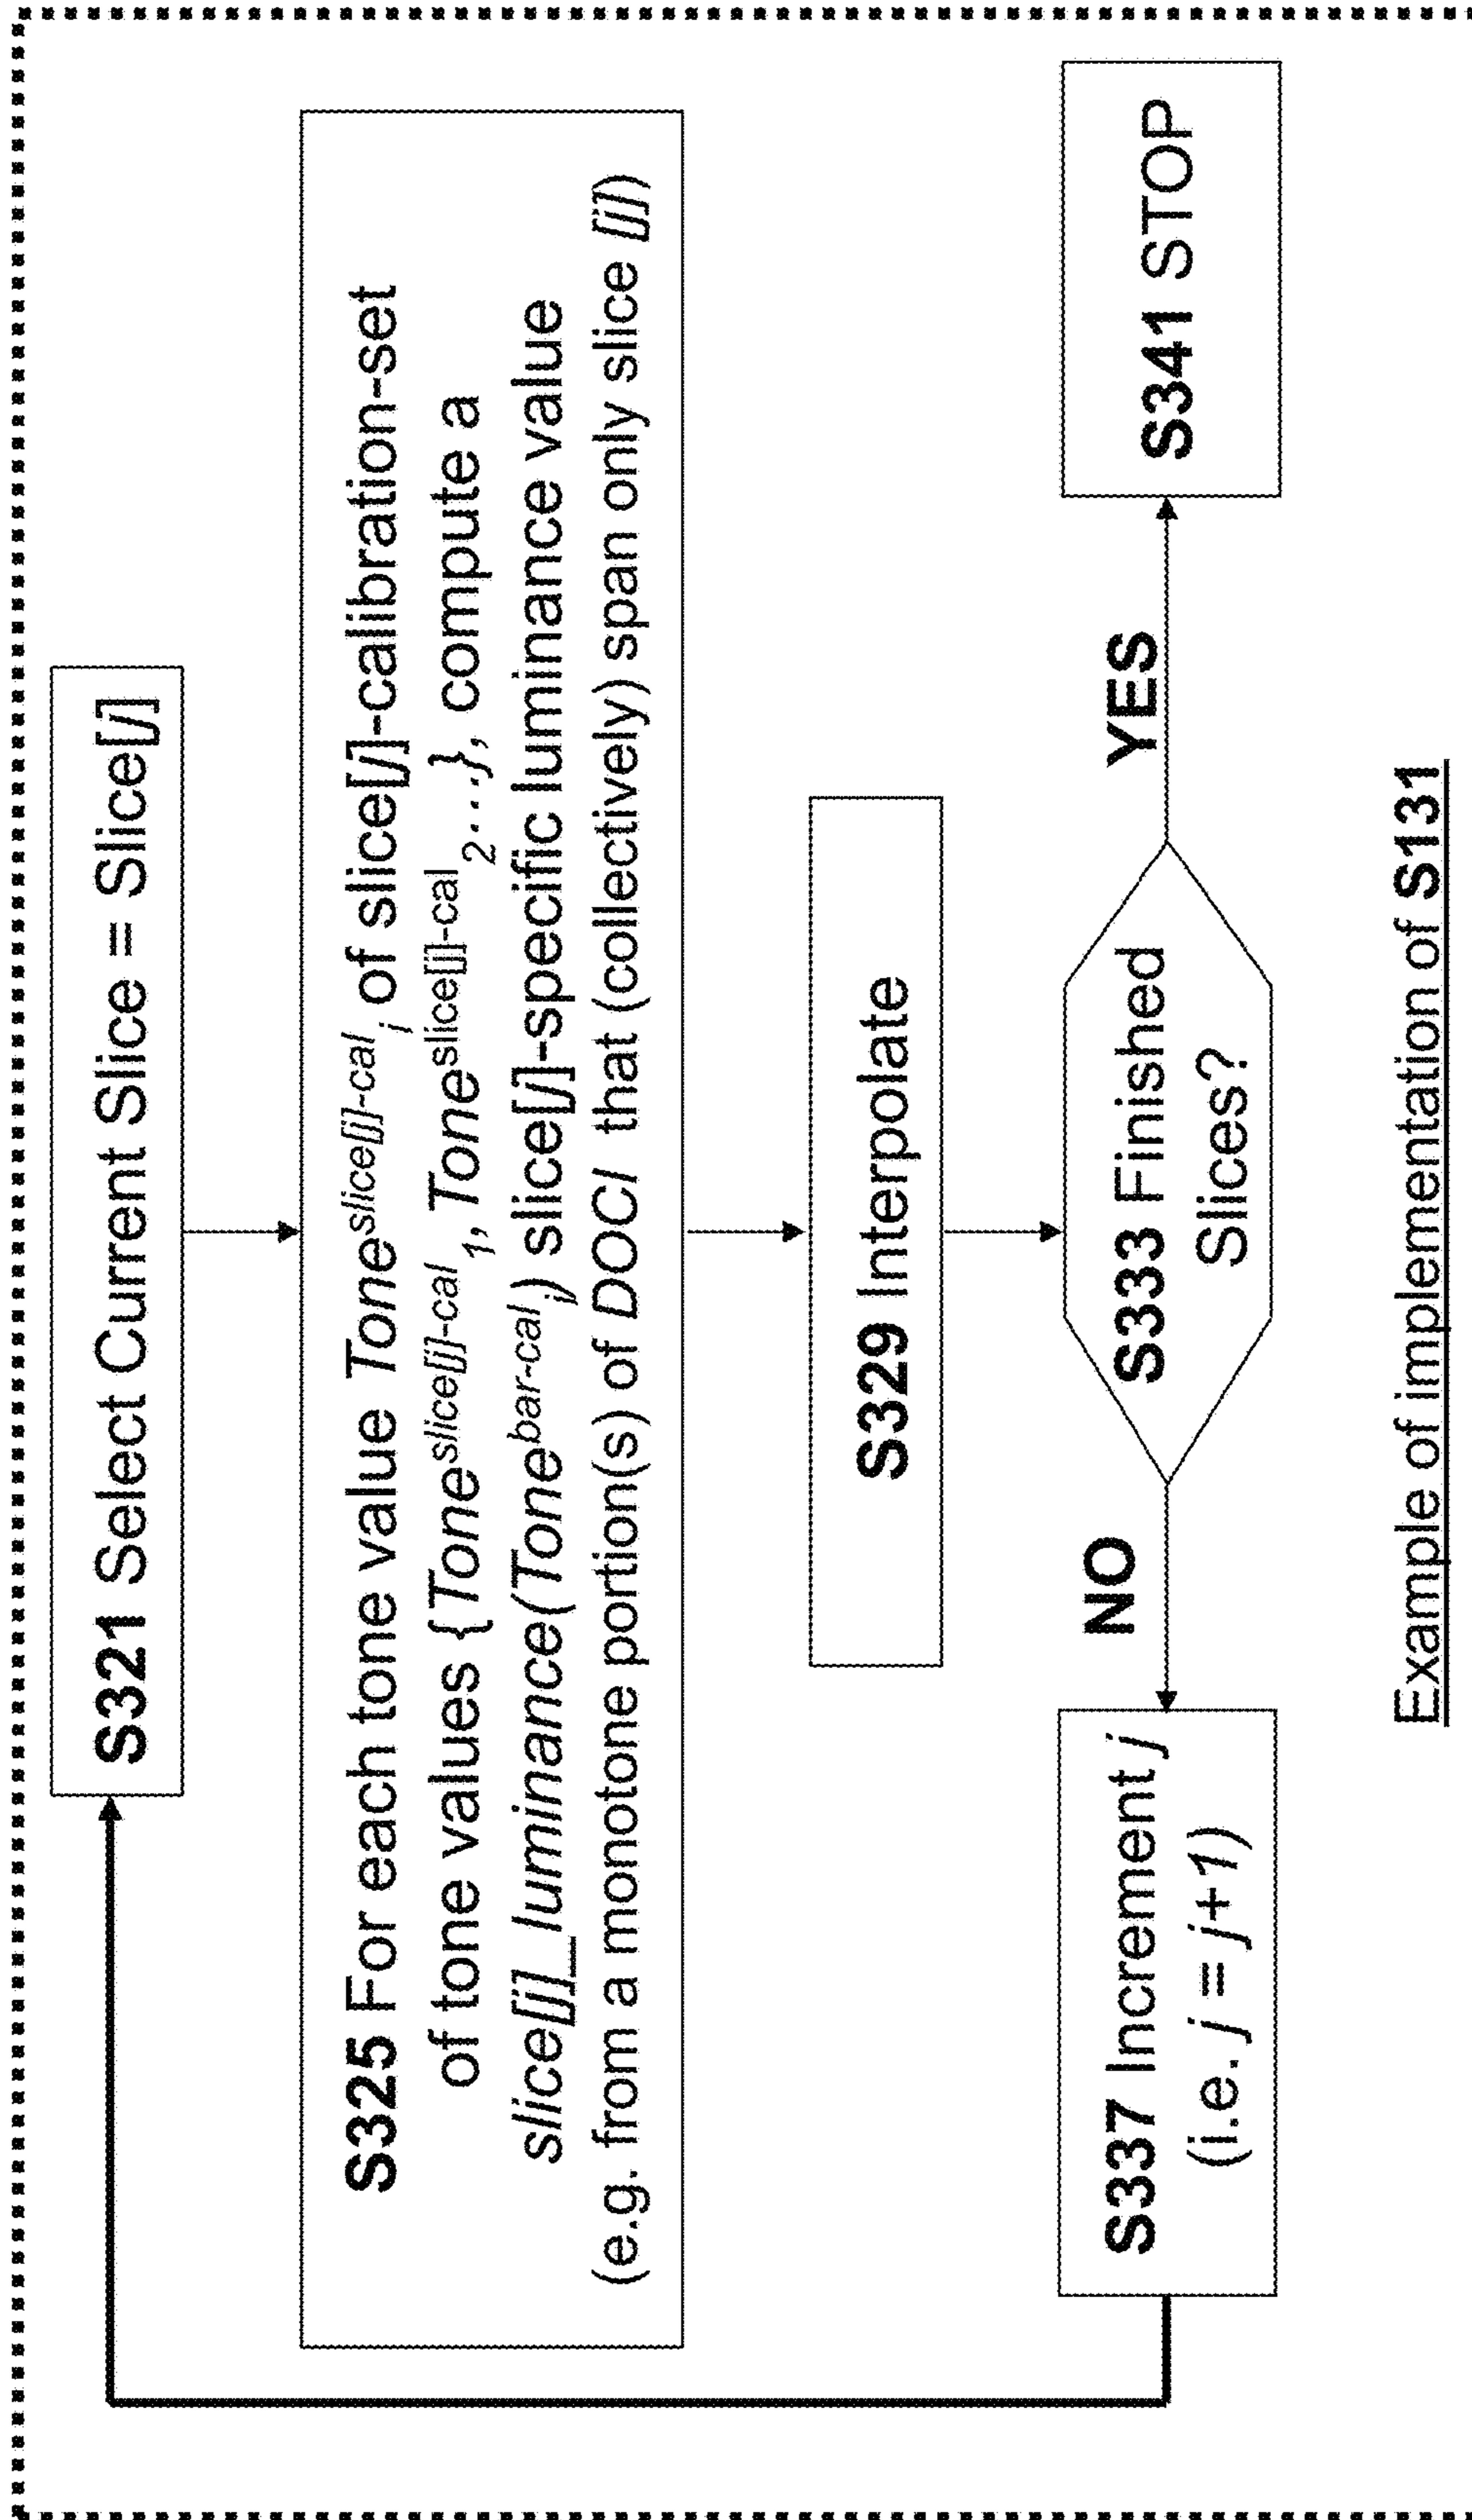 S321 Select Current Slice = Slice[j]
S325 For each tone value Tone^slice[j]-cal_i of slice[j]-calibration-set
of tone values {Tone^slice[j]-cal_1, Tone^slice[j]-cal_2...}, compute a
slice[j]_luminance(Tone^bar-cal_i) slice[j]-specific luminance value
(e.g. from a monotone portion(s) of DOCI that (collectively) span only slice [j])
S329 Interpolate
S333 Finished
Slices?
NO
YES
S337 Increment j
(i.e. j = j+1)
S341 STOP
Example of implementation of S131